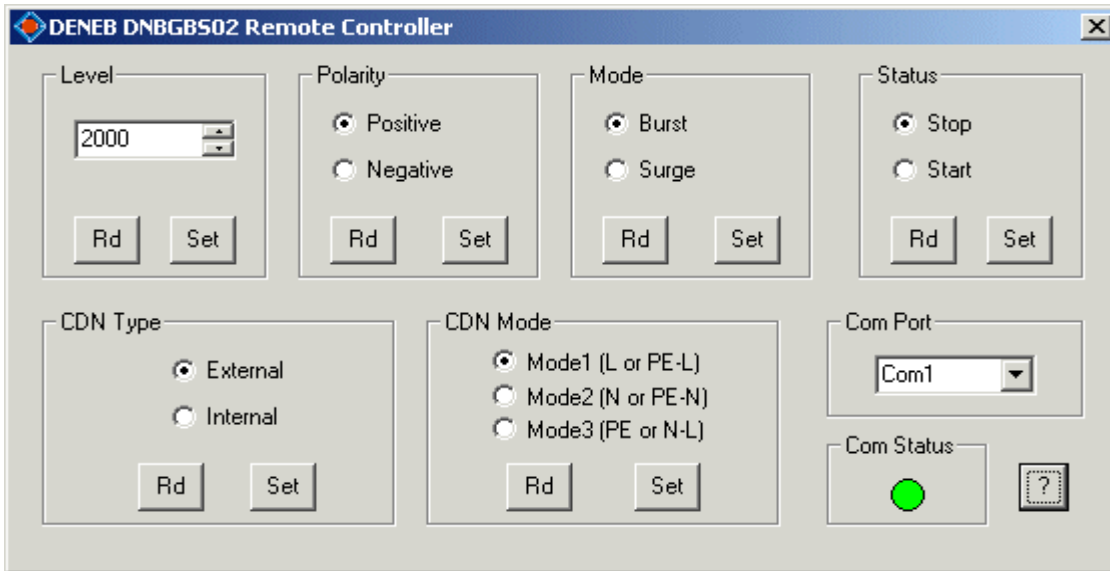 DENEB DNBGBS02 Remote Controller
Level
2000
Rd Set
Polarity
Positive
Negative
Rd Set
Mode
Burst
Surge
Rd Set
Status
Stop
Start
Rd Set
CDN Type
External
Internal
Rd Set
CDN Mode
Mode1 (L or PE-L)
Mode2 (N or PE-N)
Mode3 (PE or N-L)
Rd Set
Com Port
Com1
Com Status
?